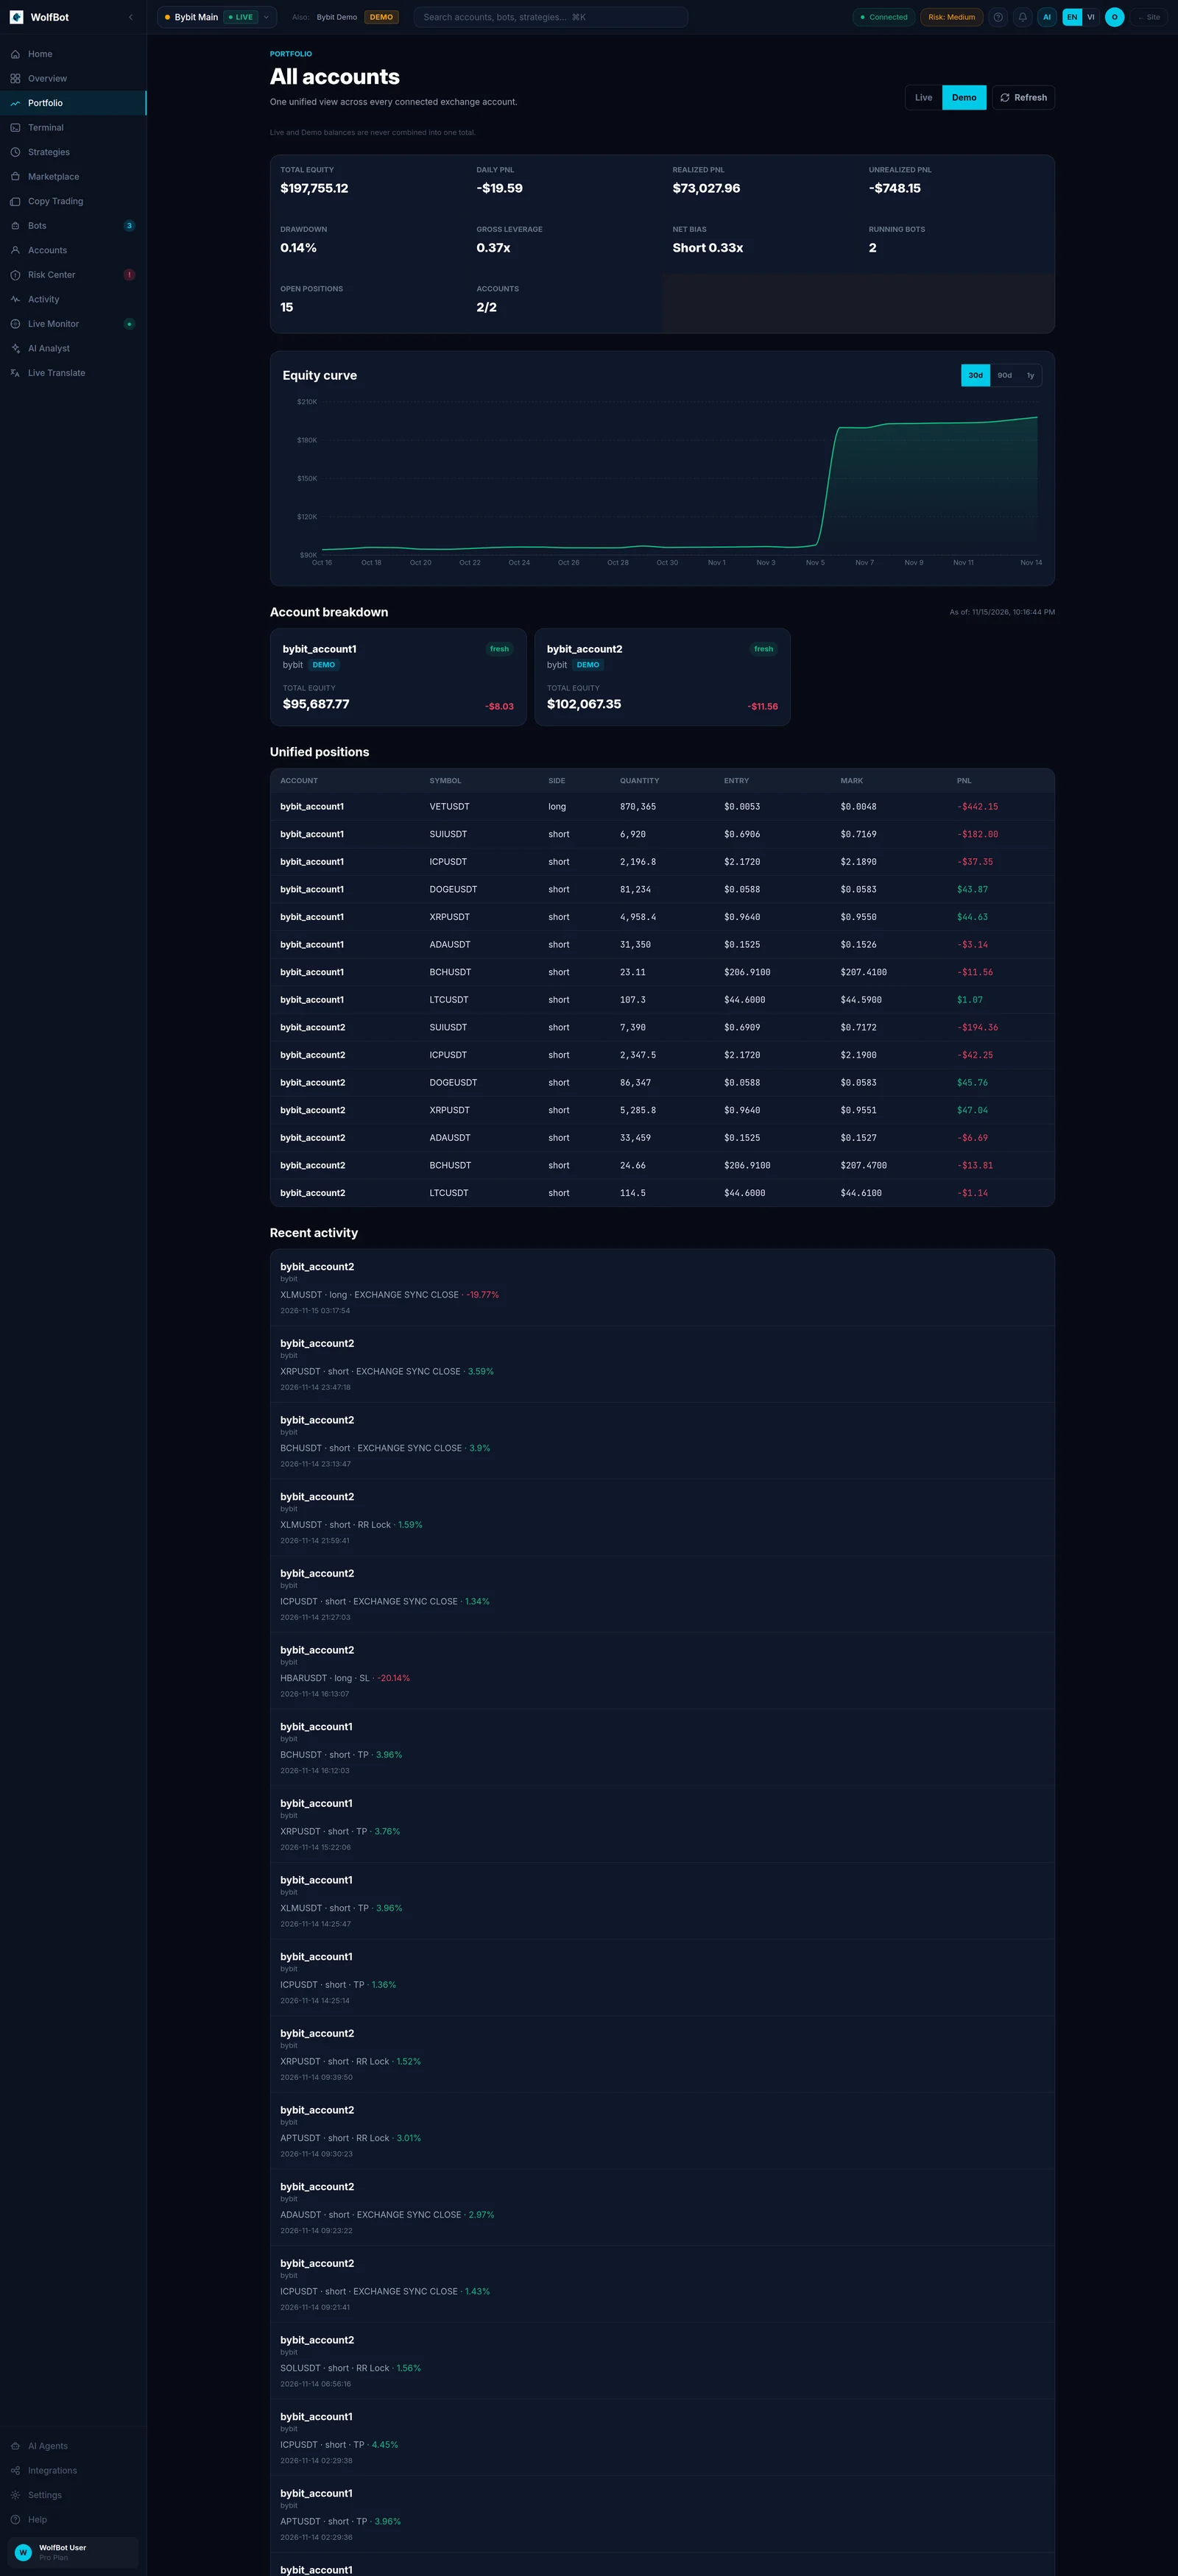 WolfBot
Bybit Main
LIVE
Also:
Bybit Demo
DEMO
Search accounts, bots, strategies... ⌘K
Connected
Risk: Medium
AI
EN
VI
O
← Site
Home
Overview
Portfolio
Terminal
Strategies
Marketplace
Copy Trading
Bots
3
Accounts
Risk Center
!
Activity
Live Monitor
AI Analyst
Live Translate
AI Agents
Integrations
Settings
Help
W
WolfBot User
Pro Plan
PORTFOLIO
All accounts
One unified view across every connected exchange account.
Live and Demo balances are never combined into one total.
Live
Demo
Refresh
TOTAL EQUITY
$197,755.12
DAILY PNL
-$19.59
REALIZED PNL
$73,027.96
UNREALIZED PNL
-$748.15
DRAWDOWN
0.14%
GROSS LEVERAGE
0.37x
NET BIAS
Short 0.33x
RUNNING BOTS
2
OPEN POSITIONS
15
ACCOUNTS
2/2
Equity curve
30d
90d
1y
$210K
$180K
$150K
$120K
$90K
Oct 16
Oct 18
Oct 20
Oct 22
Oct 24
Oct 26
Oct 28
Oct 30
Nov 1
Nov 3
Nov 5
Nov 7
Nov 9
Nov 11
Nov 14
Account breakdown
As of: 11/15/2026, 10:16:44 PM
bybit_account1
fresh
bybit DEMO
TOTAL EQUITY
$95,687.77
-$8.03
bybit_account2
fresh
bybit DEMO
TOTAL EQUITY
$102,067.35
-$11.56
Unified positions
ACCOUNT SYMBOL SIDE QUANTITY ENTRY MARK PNL
bybit_account1 VETUSDT long 870,365 $0.0053 $0.0048 -$442.15
bybit_account1 SUIUSDT short 6,920 $0.6906 $0.7169 -$182.00
bybit_account1 ICPUSDT short 2,196.8 $2.1720 $2.1890 -$37.35
bybit_account1 DOGEUSDT short 81,234 $0.0588 $0.0583 $43.87
bybit_account1 XRPUSDT short 4,958.4 $0.9640 $0.9550 $44.63
bybit_account1 ADAUSDT short 31,350 $0.1525 $0.1526 -$3.14
bybit_account1 BCHUSDT short 23.11 $206.9100 $207.4100 -$11.56
bybit_account1 LTCUSDT short 107.3 $44.6000 $44.5900 $1.07
bybit_account2 SUIUSDT short 7,390 $0.6909 $0.7172 -$194.36
bybit_account2 ICPUSDT short 2,347.5 $2.1720 $2.1900 -$42.25
bybit_account2 DOGEUSDT short 86,347 $0.0588 $0.0583 $45.76
bybit_account2 XRPUSDT short 5,285.8 $0.9640 $0.9551 $47.04
bybit_account2 ADAUSDT short 33,459 $0.1525 $0.1527 -$6.69
bybit_account2 BCHUSDT short 24.66 $206.9100 $207.4700 -$13.81
bybit_account2 LTCUSDT short 114.5 $44.6000 $44.6100 -$1.14
Recent activity
bybit_account2
bybit
XLMUSDT · long · EXCHANGE SYNC CLOSE · -19.77%
2026-11-15 03:17:54
bybit_account2
bybit
XRPUSDT · short · EXCHANGE SYNC CLOSE · 3.59%
2026-11-14 23:47:18
bybit_account2
bybit
BCHUSDT · short · EXCHANGE SYNC CLOSE · 3.9%
2026-11-14 23:13:47
bybit_account2
bybit
XLMUSDT · short · RR Lock · 1.59%
2026-11-14 21:59:41
bybit_account2
bybit
ICPUSDT · short · EXCHANGE SYNC CLOSE · 1.34%
2026-11-14 21:27:03
bybit_account2
bybit
HBARUSDT · long · SL · -20.14%
2026-11-14 16:13:07
bybit_account1
bybit
BCHUSDT · short · TP · 3.96%
2026-11-14 16:12:03
bybit_account1
bybit
XRPUSDT · short · TP · 3.76%
2026-11-14 15:22:06
bybit_account1
bybit
XLMUSDT · short · TP · 3.96%
2026-11-14 14:25:47
bybit_account1
bybit
ICPUSDT · short · TP · 1.36%
2026-11-14 14:25:14
bybit_account2
bybit
XRPUSDT · short · RR Lock · 1.52%
2026-11-14 09:39:50
bybit_account2
bybit
APTUSDT · short · RR Lock · 3.01%
2026-11-14 09:30:23
bybit_account2
bybit
ADAUSDT · short · EXCHANGE SYNC CLOSE · 2.97%
2026-11-14 09:23:22
bybit_account2
bybit
ICPUSDT · short · EXCHANGE SYNC CLOSE · 1.43%
2026-11-14 09:21:41
bybit_account2
bybit
SOLUSDT · short · RR Lock · 1.56%
2026-11-14 06:56:16
bybit_account1
bybit
ICPUSDT · short · TP · 4.45%
2026-11-14 02:29:38
bybit_account1
bybit
APTUSDT · short · TP · 3.96%
2026-11-14 02:29:36
bybit_account1